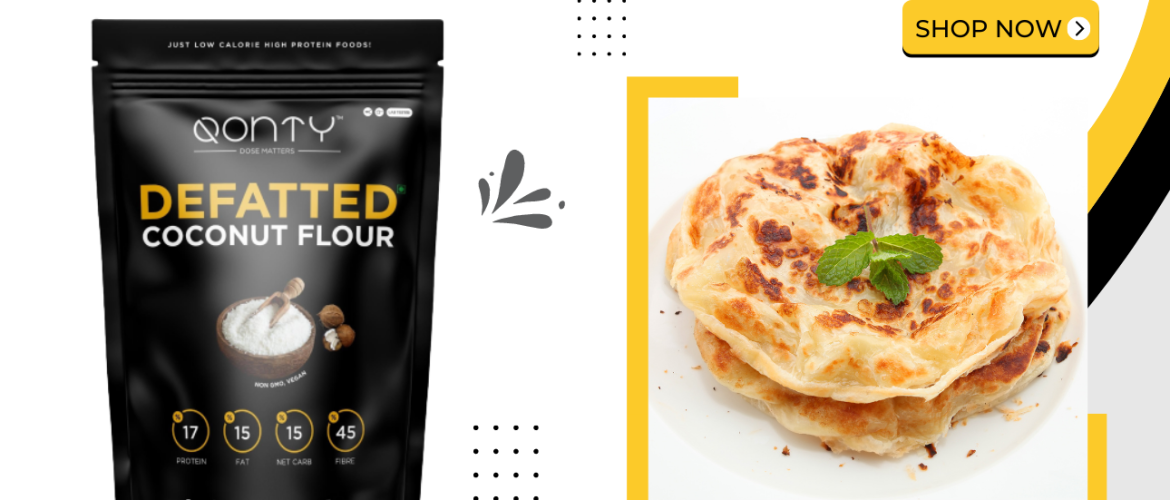 JUST LOW CALORIE HIGH PROTEIN FOODS!
QONTY™
DOSE MATTERS
DEFATTED
COCONUT FLOUR
NON GMO, VEGAN
% % % %
17 15 15 45
PROTEIN FAT NET CARB FIBRE
SHOP NOW